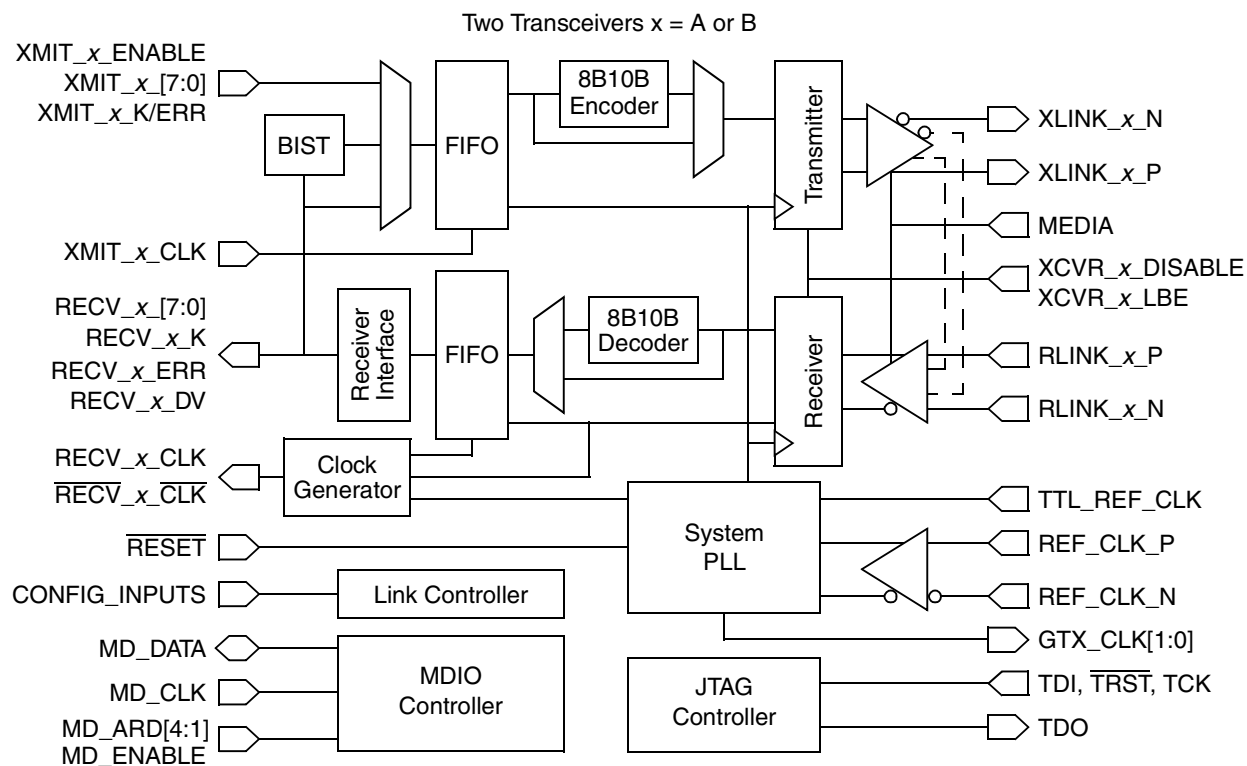 Two Transceivers x = A or B
XMIT_x_ENABLE
XMIT_x_[7:0]
XMIT_x_K/ERR
BIST
FIFO
8B10B
Encoder
Transmitter
XLINK_x_N
XLINK_x_P
MEDIA
XMIT_x_CLK
XCVR_x_DISABLE
XCVR_x_LBE
RECV_x_[7:0]
RECV_x_K
RECV_x_ERR
RECV_x_DV
Receiver
Interface
FIFO
8B10B
Decoder
Receiver
RLINK_x_P
RLINK_x_N
RECV_x_CLK
RECV_x_CLK
Clock
Generator
System
PLL
TTL_REF_CLK
RESET
REF_CLK_P
CONFIG_INPUTS
Link Controller
REF_CLK_N
GTX_CLK[1:0]
MD_DATA
MD_CLK
MD_ARD[4:1]
MD_ENABLE
MDIO
Controller
JTAG
Controller
TDI, TRST, TCK
TDO